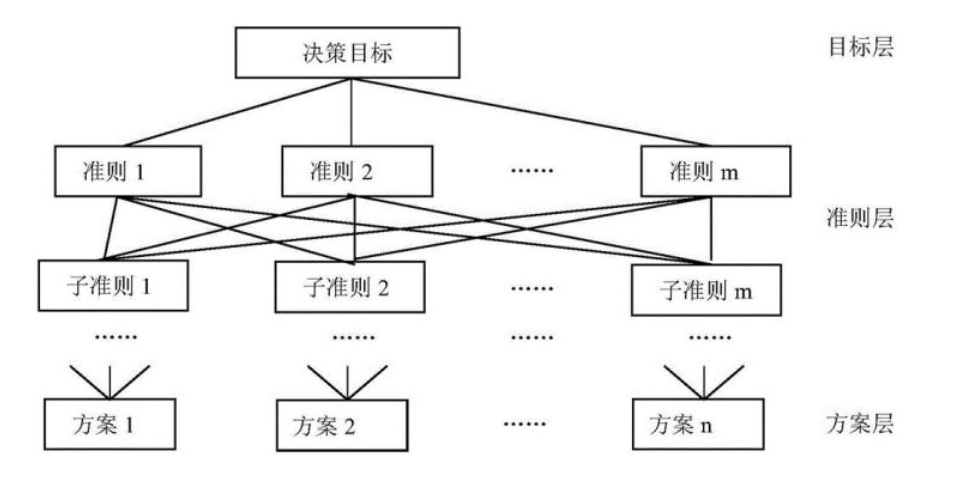 决策目标 目标层
准则 1 准则 2 …… 准则 m
准则层
子准则 1 子准则 2 …… 子准则 m
…… …… …… ……
方案 1 方案 2 …… 方案 n 方案层